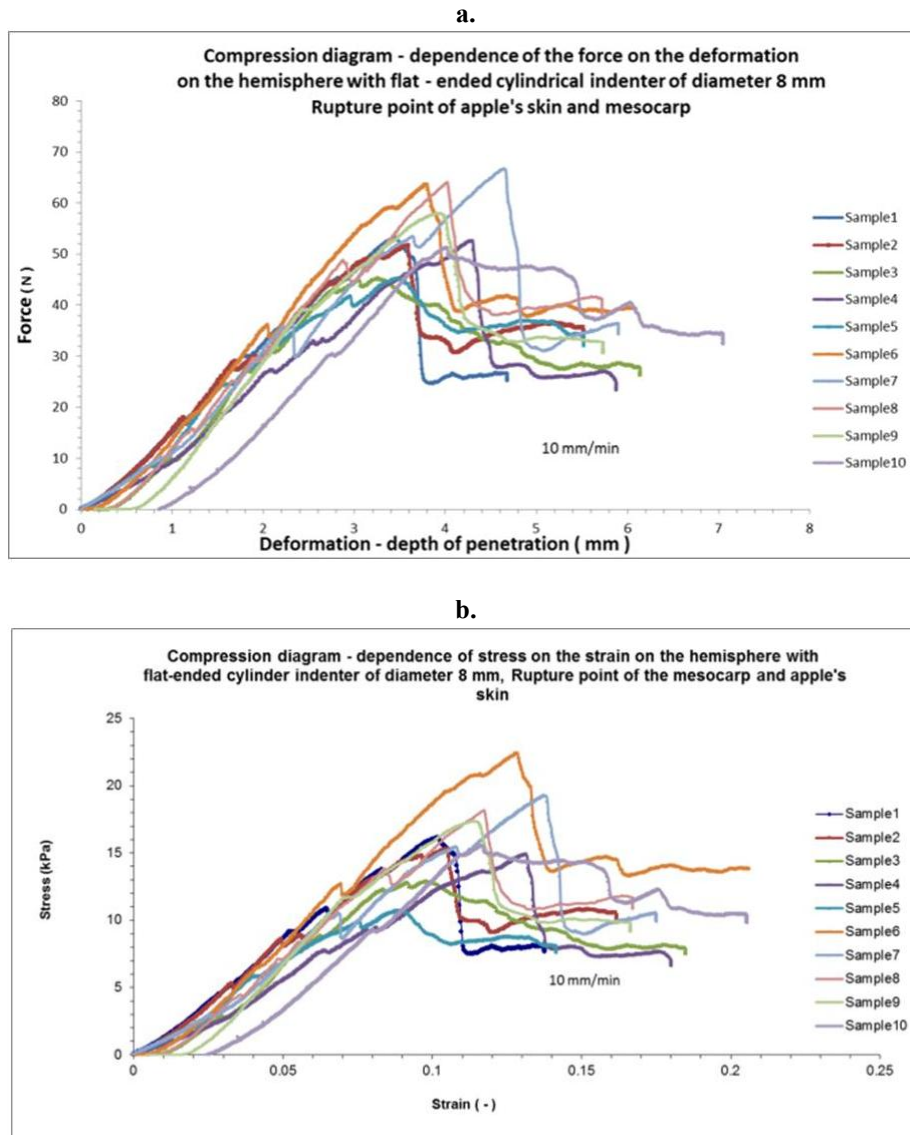 a.
Compression diagram - dependence of the force on the deformation
on the hemisphere with flat - ended cylindrical indenter of diameter 8 mm
Rupture point of apple's skin and mesocarp
80
70
60
50
40
30
20
10
0
Force ( N )
0 1 2 3 4 5 6 7 8
Deformation - depth of penetration ( mm )
10 mm/min
Sample1
Sample2
Sample3
Sample4
Sample5
Sample6
Sample7
Sample8
Sample9
Sample10
b.
Compression diagram - dependence of stress on the strain on the hemisphere with
flat-ended cylinder indenter of diameter 8 mm, Rupture point of the mesocarp and apple's
skin
25
20
15
10
5
0
Stress (kPa)
0 0.05 0.1 0.15 0.2 0.25
Strain ( - )
10 mm/min
Sample1
Sample2
Sample3
Sample4
Sample5
Sample6
Sample7
Sample8
Sample9
Sample10